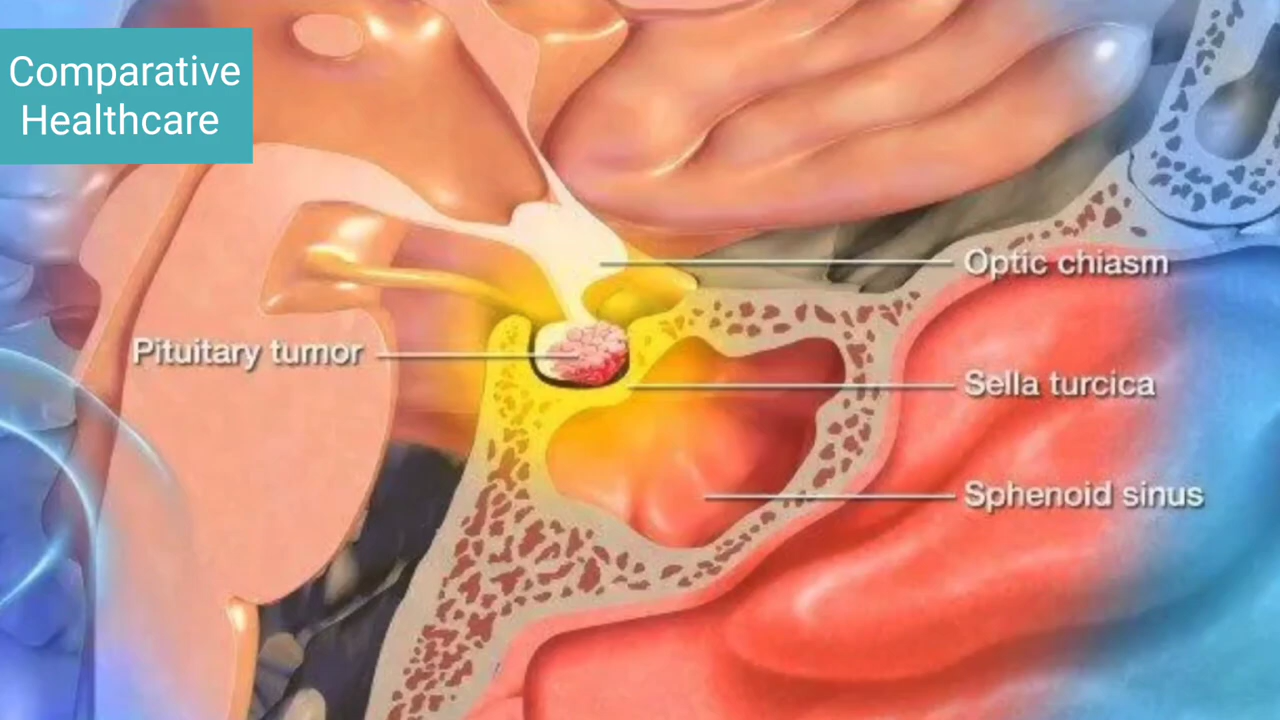 Comparative
Healthcare
Optic chiasm
Pituitary tumor
Sella turcica
Sphenoid sinus